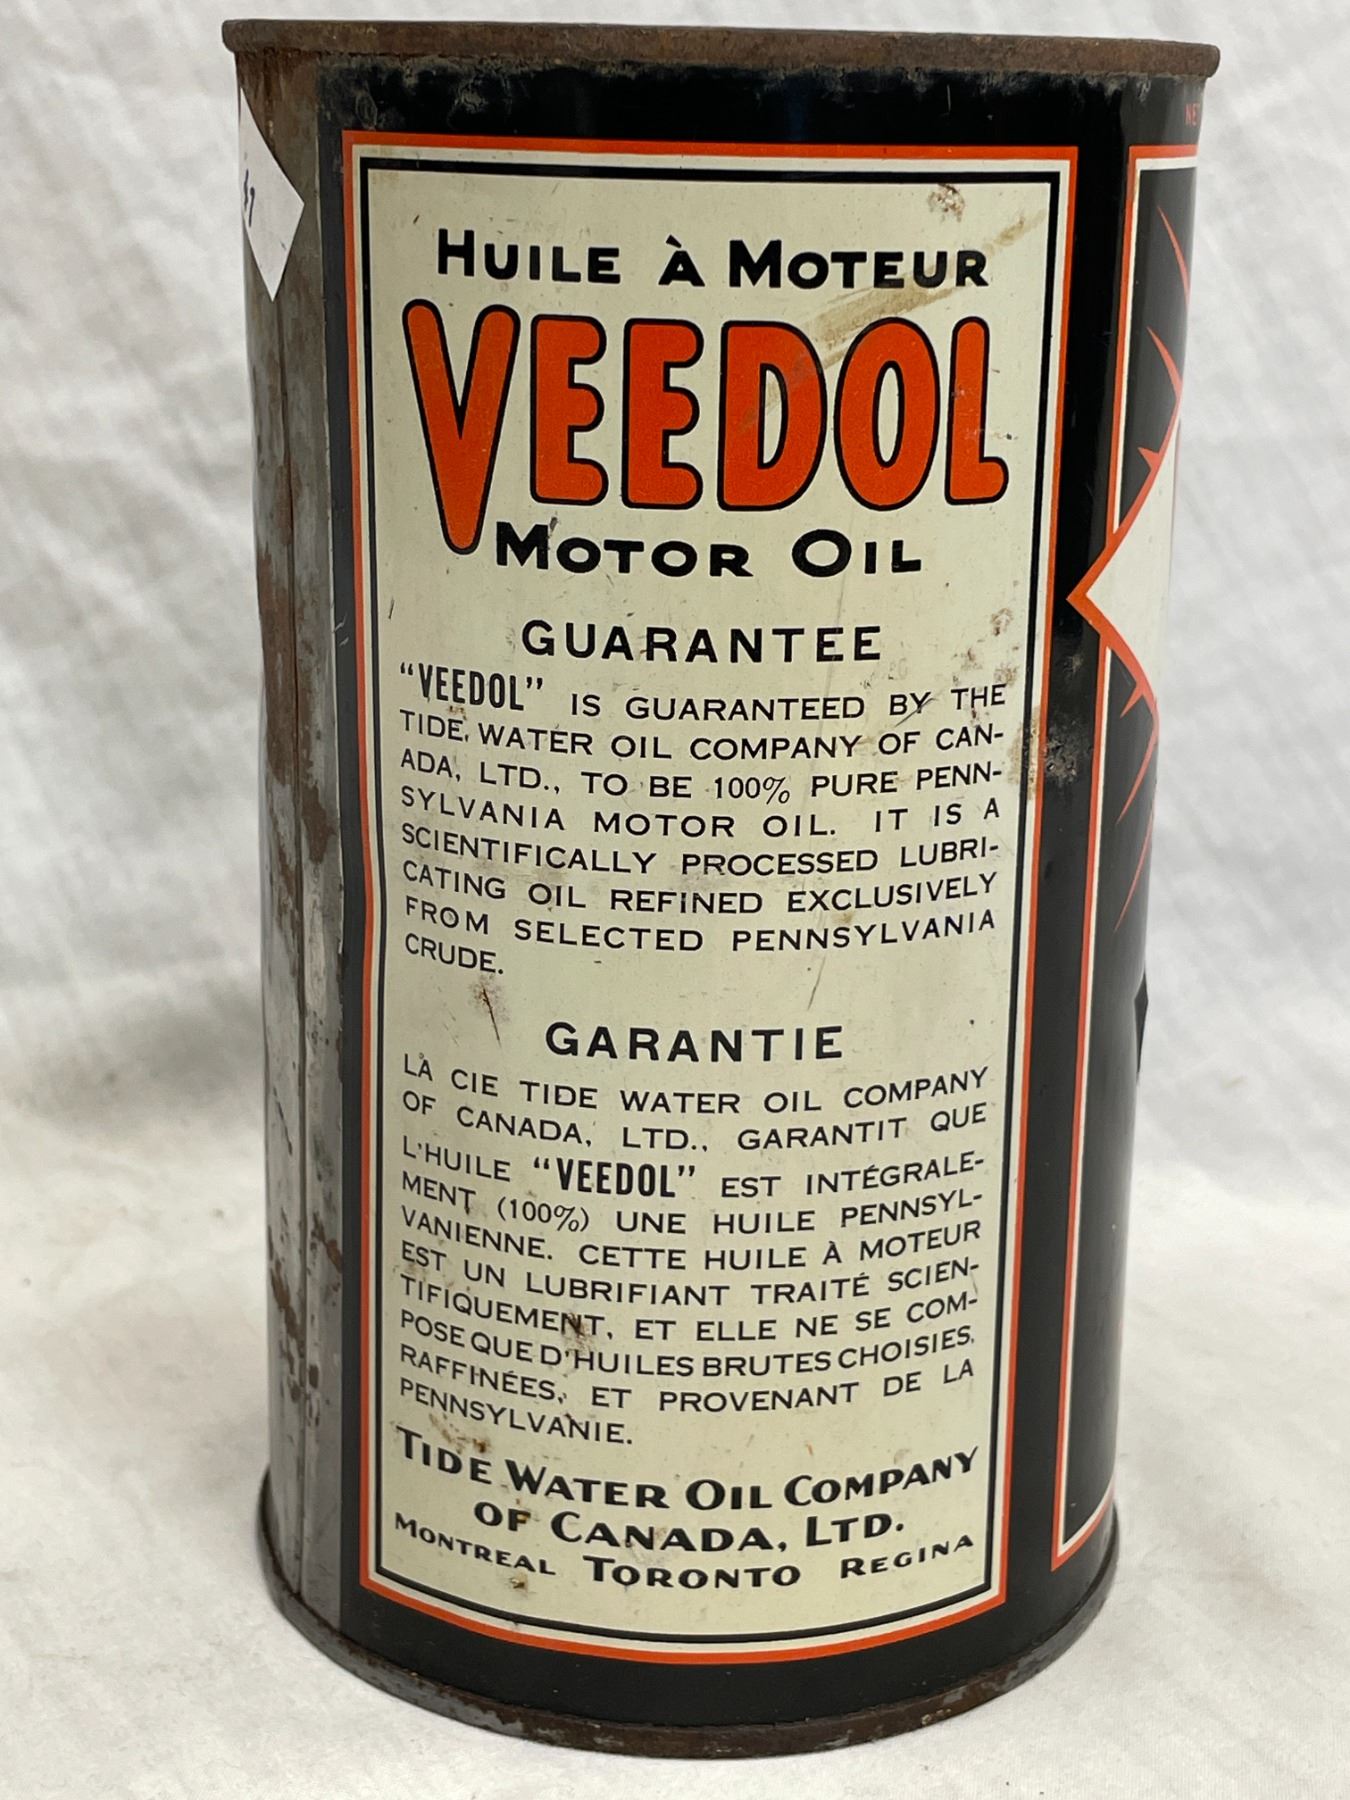 HUILE À MOTEUR
VEEDOL
MOTOR OIL
GUARANTEE
"VEEDOL" IS GUARANTEED BY THE
TIDE WATER OIL COMPANY OF CAN-
ADA, LTD., TO BE 100% PURE PENN-
SYLVANIA MOTOR OIL. IT IS A
SCIENTIFICALLY PROCESSED LUBRI-
CATING OIL REFINED EXCLUSIVELY
FROM SELECTED PENNSYLVANIA
CRUDE.
GARANTIE
LA CIE TIDE WATER OIL COMPANY
OF CANADA, LTD., GARANTIT QUE
L'HUILE "VEEDOL" EST INTÉGRALE-
MENT (100%) UNE HUILE PENNSYL-
VANIENNE. CETTE HUILE À MOTEUR
EST UN LUBRIFIANT TRAITÉ SCIEN-
TIFIQUEMENT, ET ELLE NE SE COM-
POSE QUE D'HUILES BRUTES CHOISIES,
RAFFINÉES, ET PROVENANT DE LA
PENNSYLVANIE.
TIDE WATER OIL COMPANY
OF CANADA, LTD.
MONTREAL TORONTO REGINA